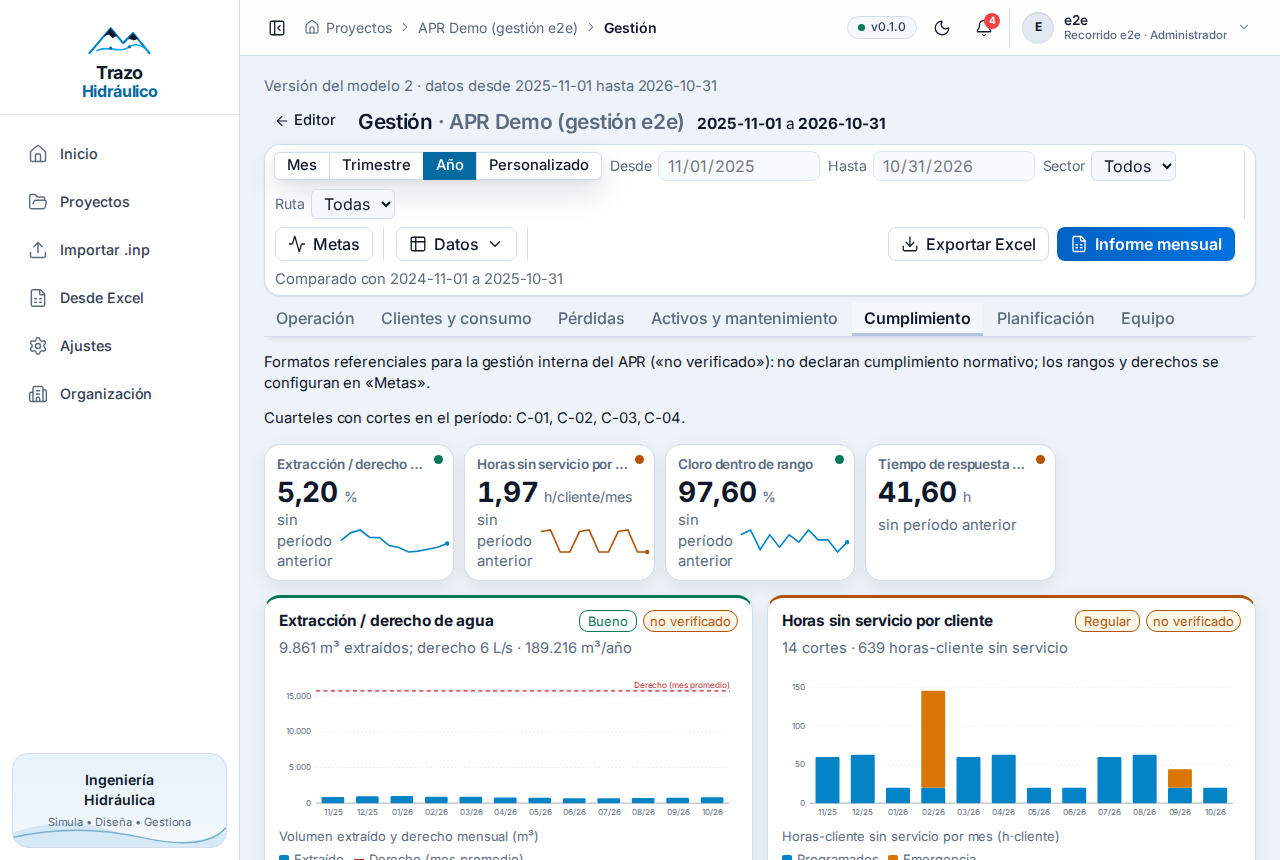 Trazo
Hidráulico
Inicio
Proyectos
Importar .inp
Desde Excel
Ajustes
Organización
Ingeniería
Hidráulica
Simula • Diseña • Gestiona
Proyectos > APR Demo (gestión e2e) > Gestión
v0.1.0
4
E
e2e
Recorrido e2e · Administrador
Versión del modelo 2 · datos desde 2025-11-01 hasta 2026-10-31
← Editor
Gestión · APR Demo (gestión e2e) 2025-11-01 a 2026-10-31
Mes Trimestre Año Personalizado Desde 11/01/2025 Hasta 10/31/2026 Sector Todos
Ruta Todas
Metas Datos Exportar Excel Informe mensual
Comparado con 2024-11-01 a 2025-10-31
Operación Clientes y consumo Pérdidas Activos y mantenimiento Cumplimiento Planificación Equipo
Formatos referenciales para la gestión interna del APR («no verificado»): no declaran cumplimiento normativo; los rangos y derechos se
configuran en «Metas».
Cuarteles con cortes en el período: C-01, C-02, C-03, C-04.
Extracción / derecho ...
5,20 %
sin
período
anterior
Horas sin servicio por ...
1,97 h/cliente/mes
sin
período
anterior
Cloro dentro de rango
97,60 %
sin
período
anterior
Tiempo de respuesta ...
41,60 h
sin período anterior
Extracción / derecho de agua Bueno no verificado
9.861 m³ extraídos; derecho 6 L/s · 189.216 m³/año
Derecho (mes promedio)
15.000
10.000
5.000
0
11/25 12/25 01/26 02/26 03/26 04/26 05/26 06/26 07/26 08/26 09/26 10/26
Volumen extraído y derecho mensual (m³)
Extraído Derecho (mes promedio)
Horas sin servicio por cliente Regular no verificado
14 cortes · 639 horas-cliente sin servicio
150
100
50
0
11/25 12/25 01/26 02/26 03/26 04/26 05/26 06/26 07/26 08/26 09/26 10/26
Horas-cliente sin servicio por mes (h·cliente)
Programados Emergencia